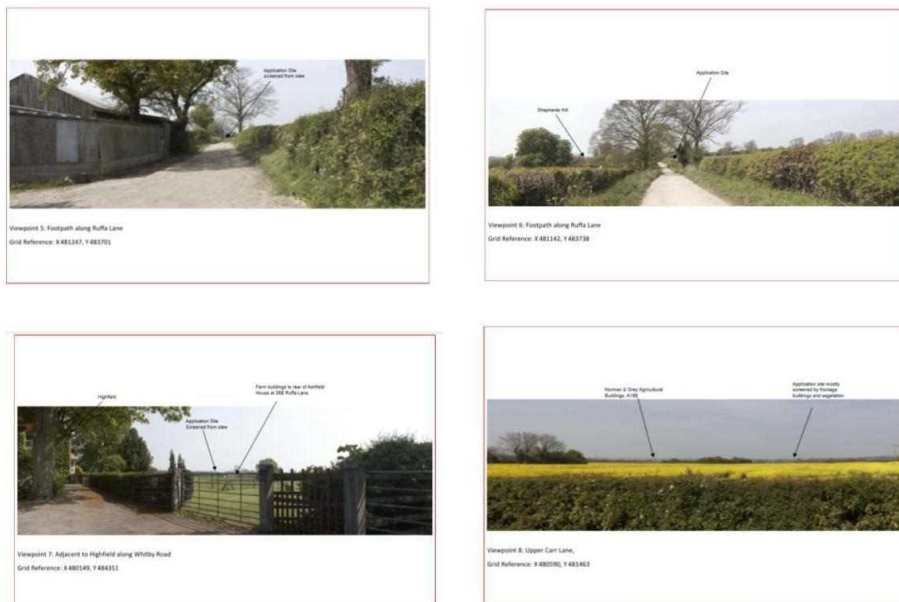 Application Site
screened from view
Viewpoint 5: Footpath along Ruffa Lane
Grid Reference: X 481247, Y 483701
Application Site
Shepherds Hill
Viewpoint 6: Footpath along Ruffa Lane
Grid Reference: X 481142, Y 483738
Highfield
Farm buildings to rear of Ashfield
House at 58B Ruffa Lane
Application Site
Screened from view
Viewpoint 7: Adjacent to Highfield along Whitby Road
Grid Reference: X 480149, Y 484351
Norman & Grey Agricultural
Buildings, A169
Application site mostly
screened by frontage
buildings and vegetation
Viewpoint 8: Upper Carr Lane,
Grid Reference: X 480590, Y 481463